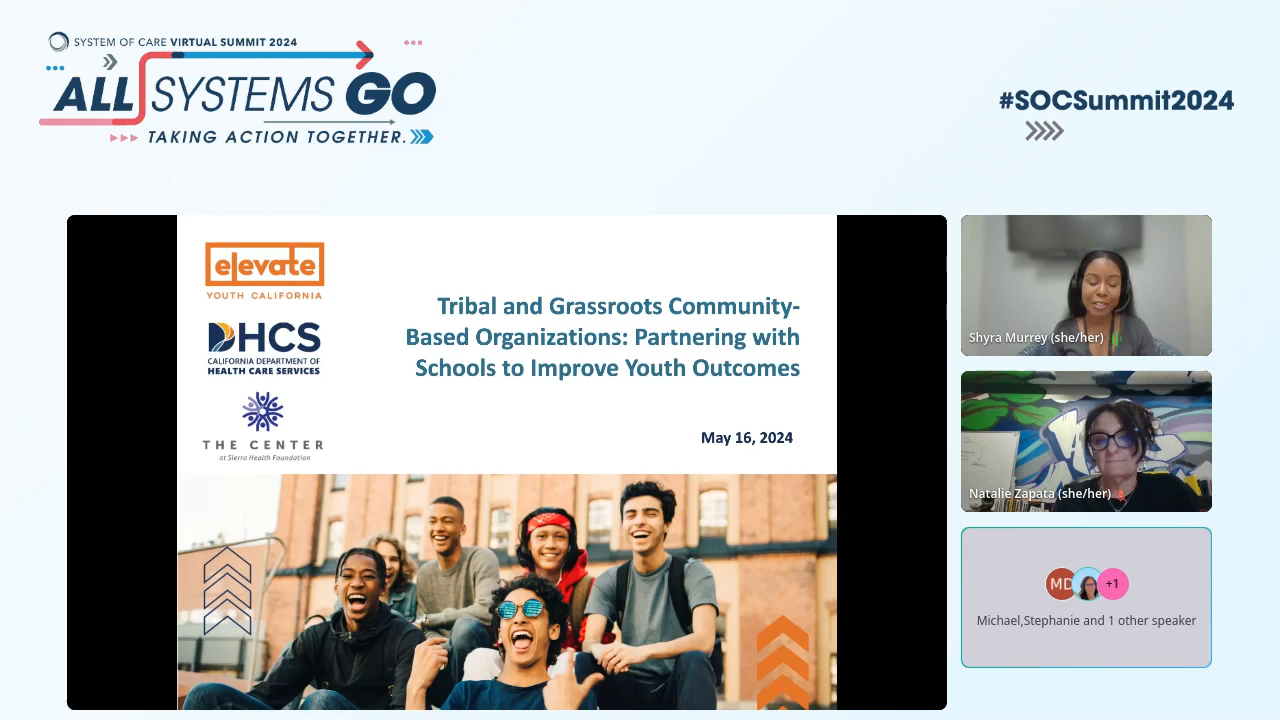 SYSTEM OF CARE VIRTUAL SUMMIT 2024
ALL SYSTEMS GO
TAKING ACTION TOGETHER.
#SOCSummit2024
elevate
YOUTH CALIFORNIA
DHCS
CALIFORNIA DEPARTMENT OF
HEALTH CARE SERVICES
THE CENTER
at Sierra Health Foundation
Tribal and Grassroots Community-
Based Organizations: Partnering with
Schools to Improve Youth Outcomes
May 16, 2024
Shyra Murrey (she/her)
Natalie Zapata (she/her)
MD
+1
Michael,Stephanie and 1 other speaker